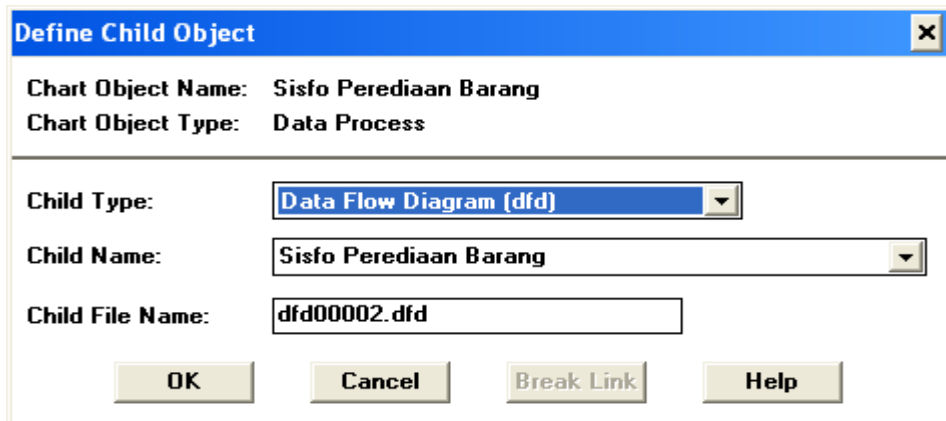 Define Child Object
Chart Object Name: Sisfo Perediaan Barang
Chart Object Type: Data Process
Child Type: Data Flow Diagram (dfd)
Child Name: Sisfo Perediaan Barang
Child File Name: dfd00002.dfd
OK Cancel Break Link Help